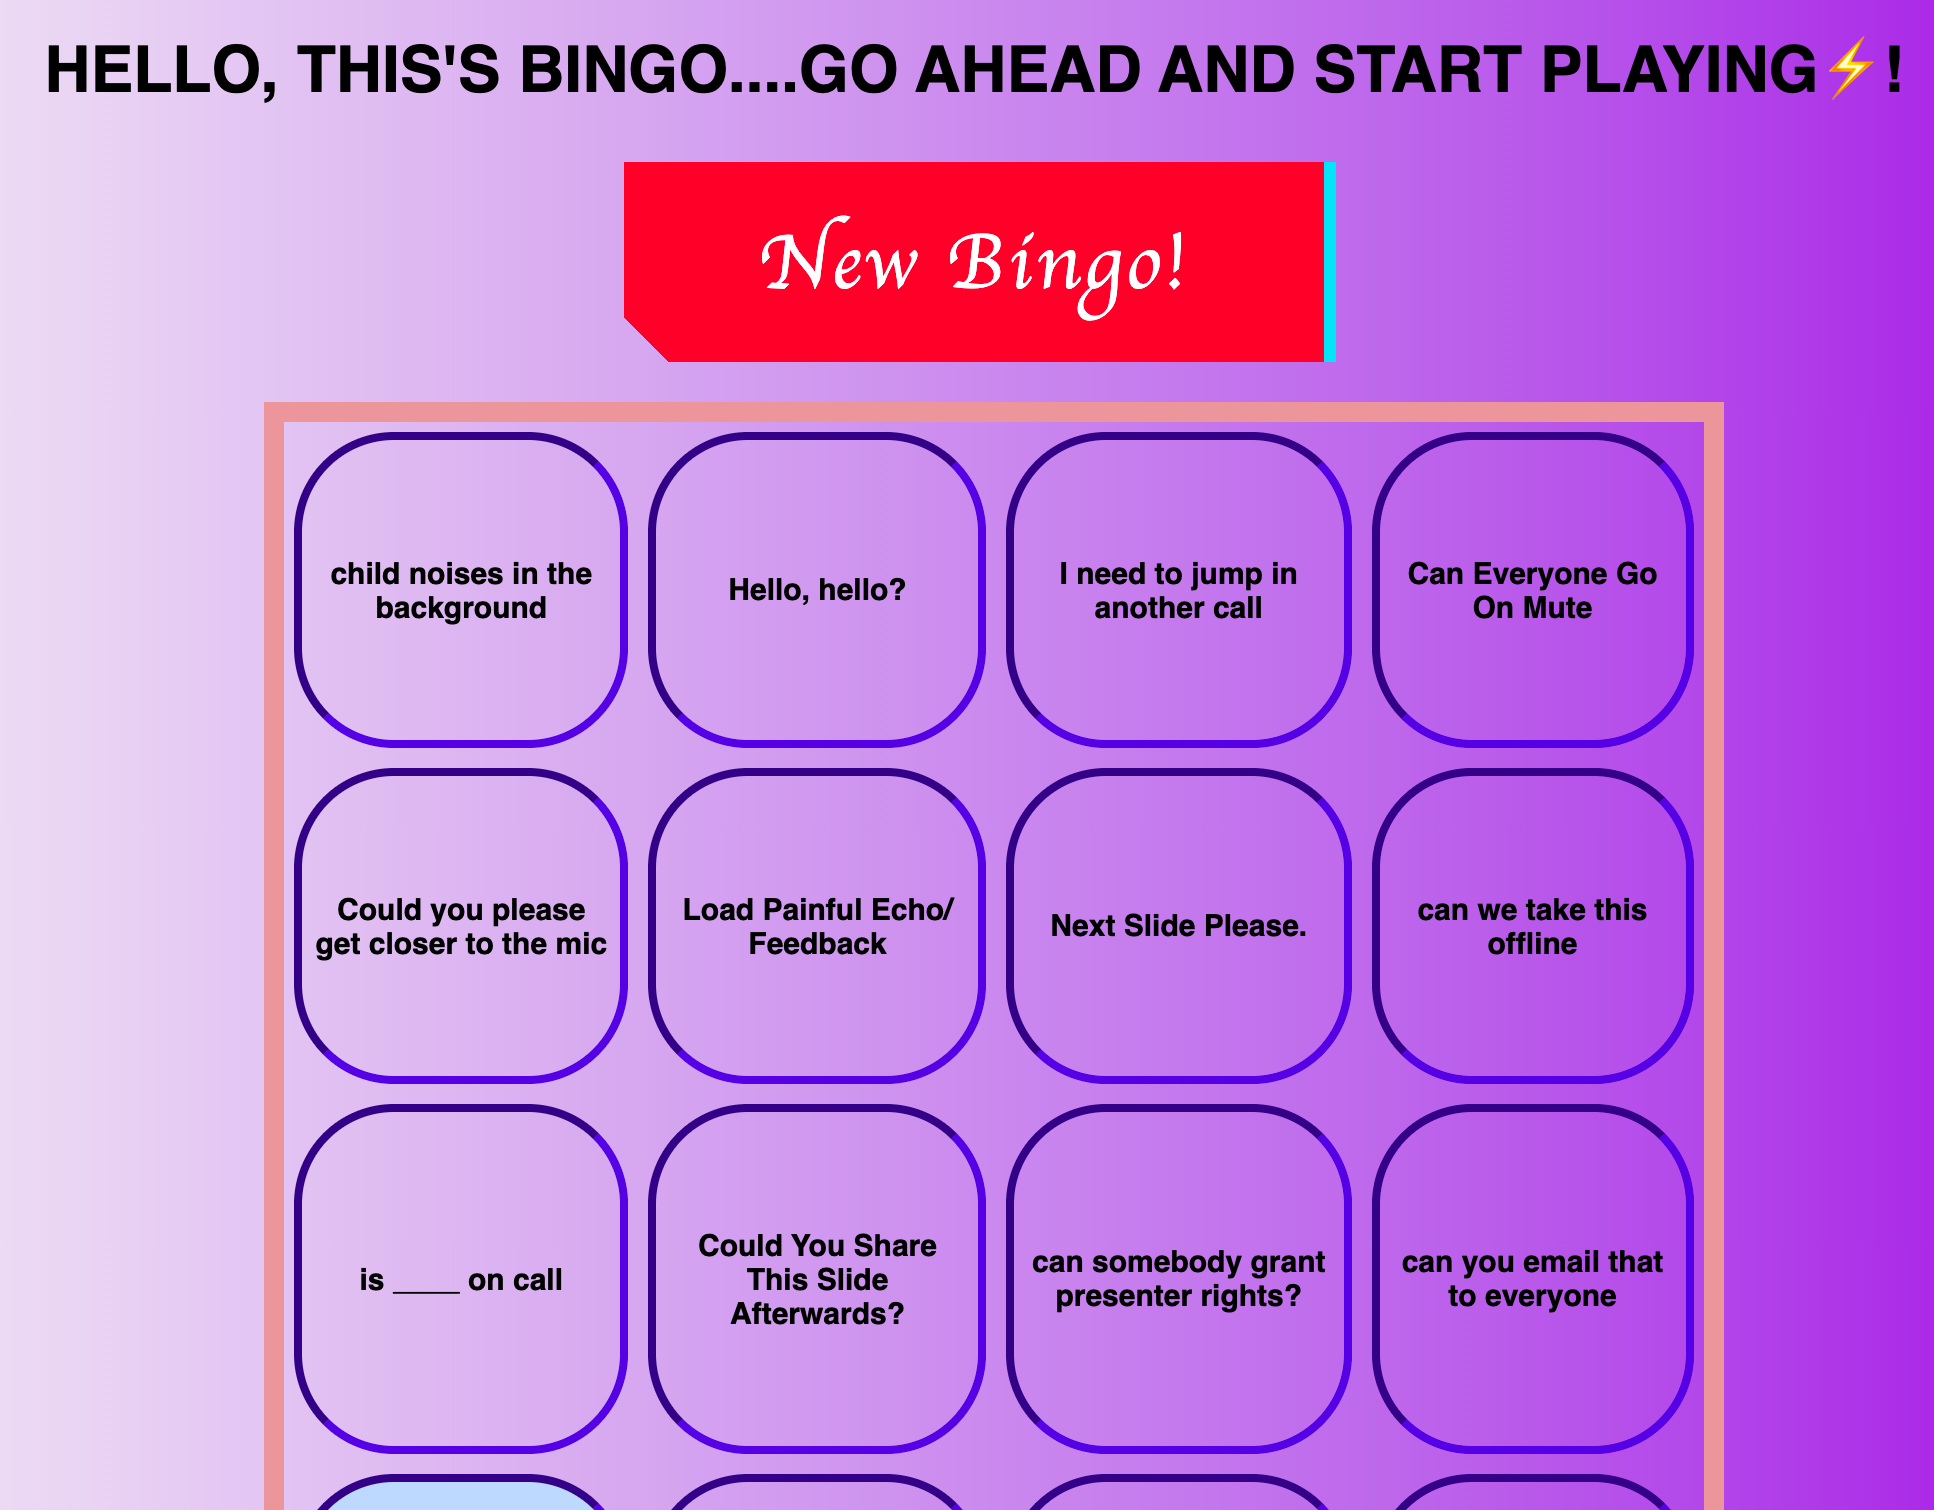 HELLO, THIS'S BINGO....GO AHEAD AND START PLAYING⚡!
New Bingo!
child noises in the
background
Hello, hello?
I need to jump in
another call
Can Everyone Go
On Mute
Could you please
get closer to the mic
Load Painful Echo/
Feedback
Next Slide Please.
can we take this
offline
is ____ on call
Could You Share
This Slide
Afterwards?
can somebody grant
presenter rights?
can you email that
to everyone